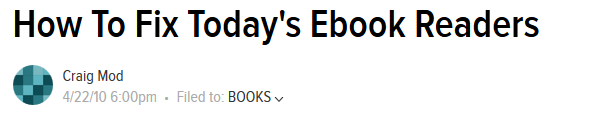 How To Fix Today's Ebook Readers
Craig Mod
4/22/10 6:00pm • Filed to: BOOKS